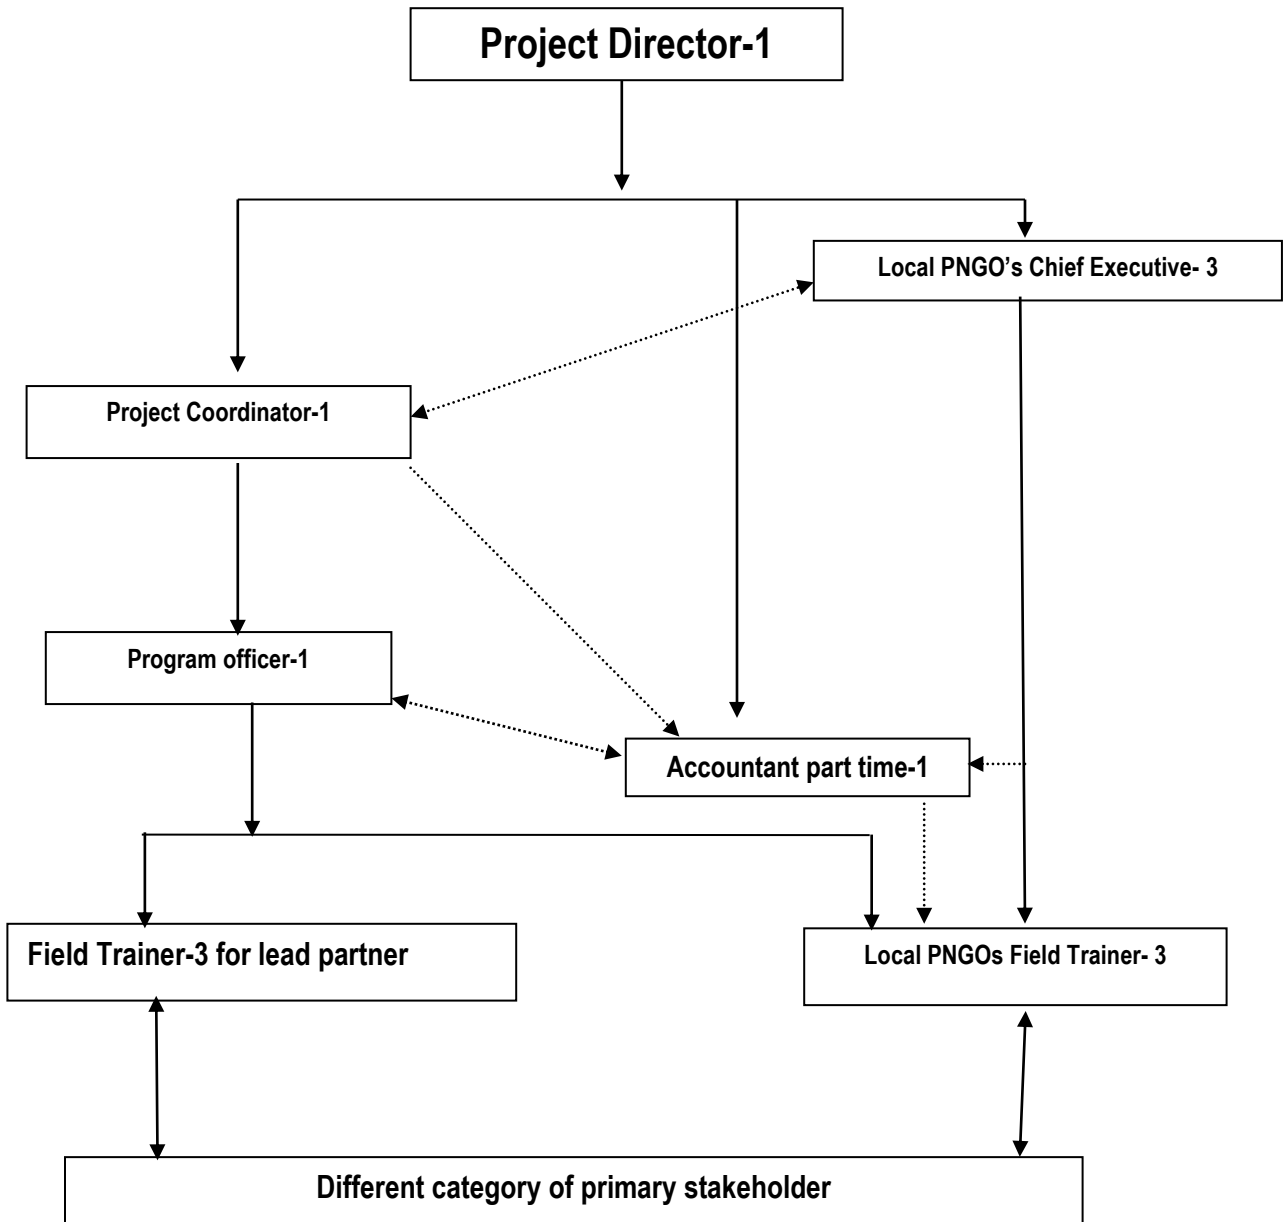 Project Director-1
Local PNGO’s Chief Executive- 3
Project Coordinator-1
Program officer-1
Accountant part time-1
Field Trainer-3 for lead partner
Local PNGOs Field Trainer- 3
Different category of primary stakeholder